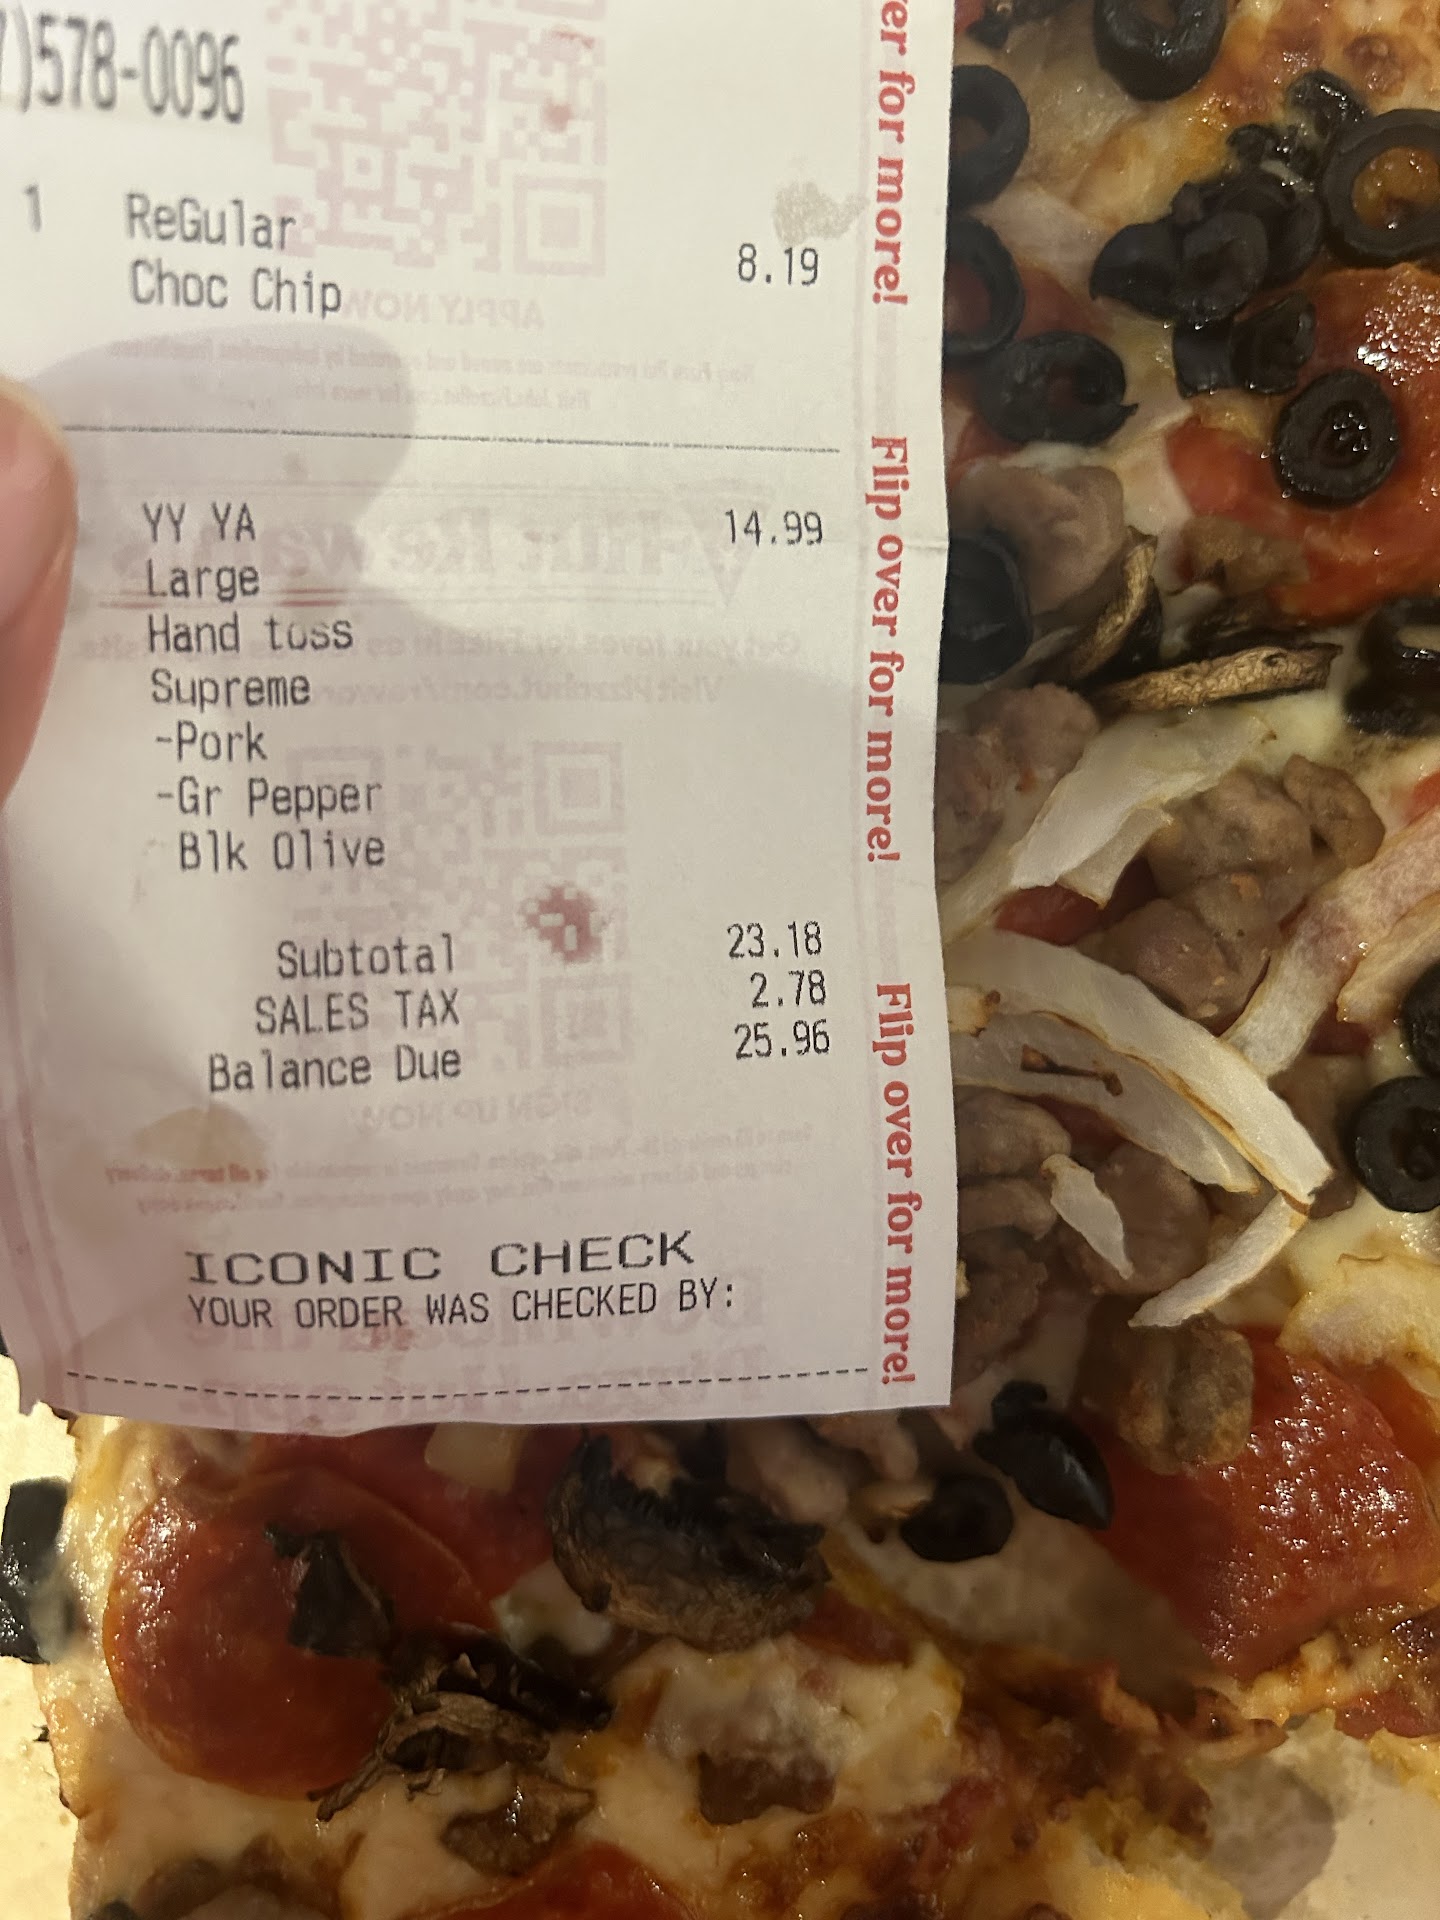 )578-0096
1 ReGular
Choc Chip 8.19
YY YA 14.99
Large
Hand toss
Supreme
-Pork
-Gr Pepper
Blk Olive
Subtotal 23.18
SALES TAX 2.78
Balance Due 25.96
ICONIC CHECK
YOUR ORDER WAS CHECKED BY:
er for more!
Flip over for more!
Flip over for more!